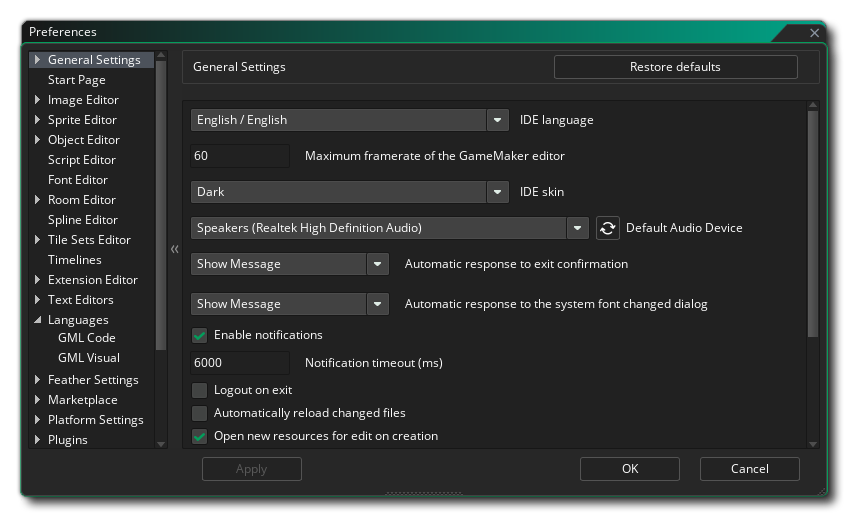 Preferences
General Settings
Start Page
Image Editor
Sprite Editor
Object Editor
Script Editor
Font Editor
Room Editor
Spline Editor
Tile Sets Editor
Timelines
Extension Editor
Text Editors
Languages
GML Code
GML Visual
Feather Settings
Marketplace
Platform Settings
Plugins
General Settings
Restore defaults
English / English
IDE language
60
Maximum framerate of the GameMaker editor
Dark
IDE skin
Speakers (Realtek High Definition Audio)
Default Audio Device
Show Message
Automatic response to exit confirmation
Show Message
Automatic response to the system font changed dialog
Enable notifications
6000
Notification timeout (ms)
Logout on exit
Automatically reload changed files
Open new resources for edit on creation
Apply
OK
Cancel